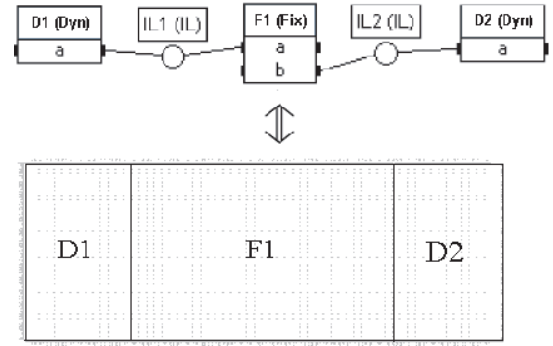 D1 (Dyn)
a
IL1 (IL)
F1 (Fix)
a
b
IL2 (IL)
D2 (Dyn)
a
D1
F1
D2